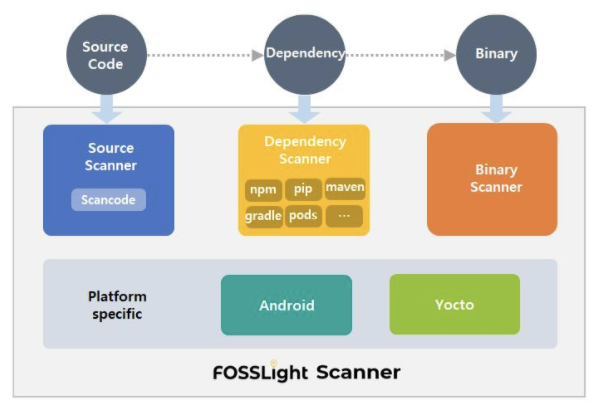 Source
Code
Dependency
Binary
Source
Scanner
Scancode
Dependency
Scanner
npm
pip
maven
gradle
pods
...
Binary
Scanner
Platform
specific
Android
Yocto
FOSSLight Scanner